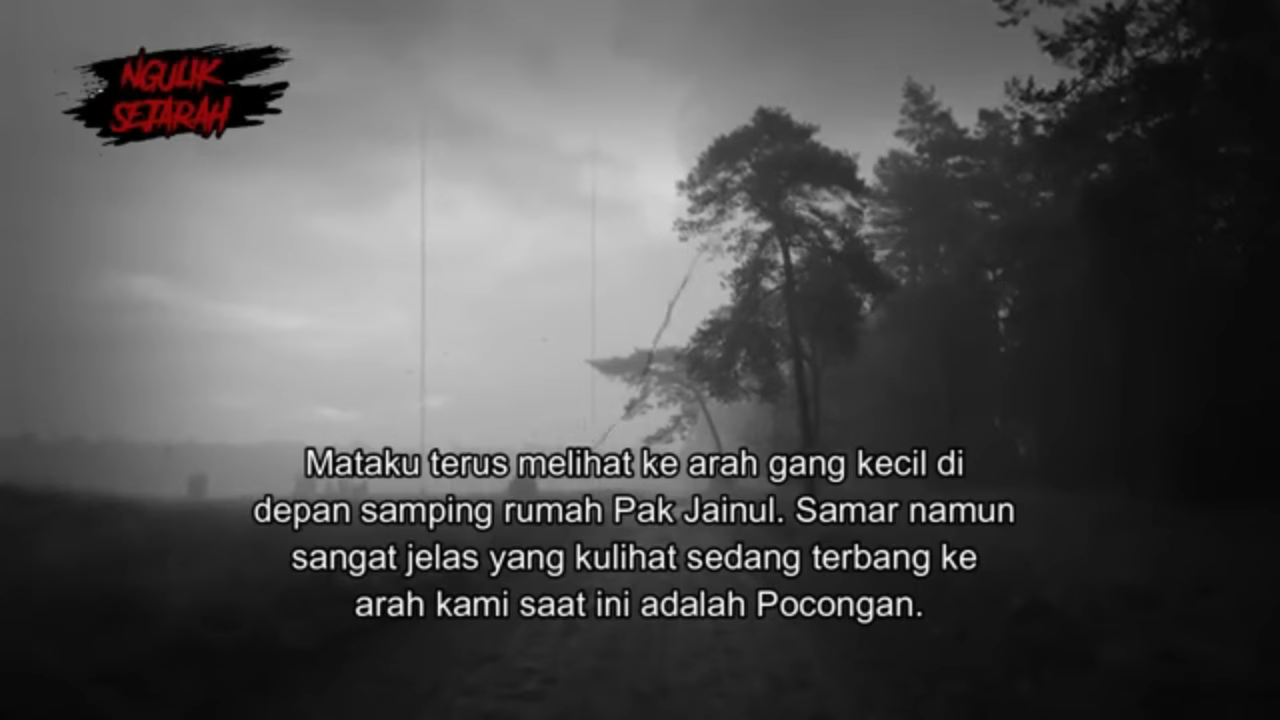 NGULIK
SEJARAH
Mataku terus melihat ke arah gang kecil di
depan samping rumah Pak Jainul. Samar namun
sangat jelas yang kulihat sedang terbang ke
arah kami saat ini adalah Pocongan.